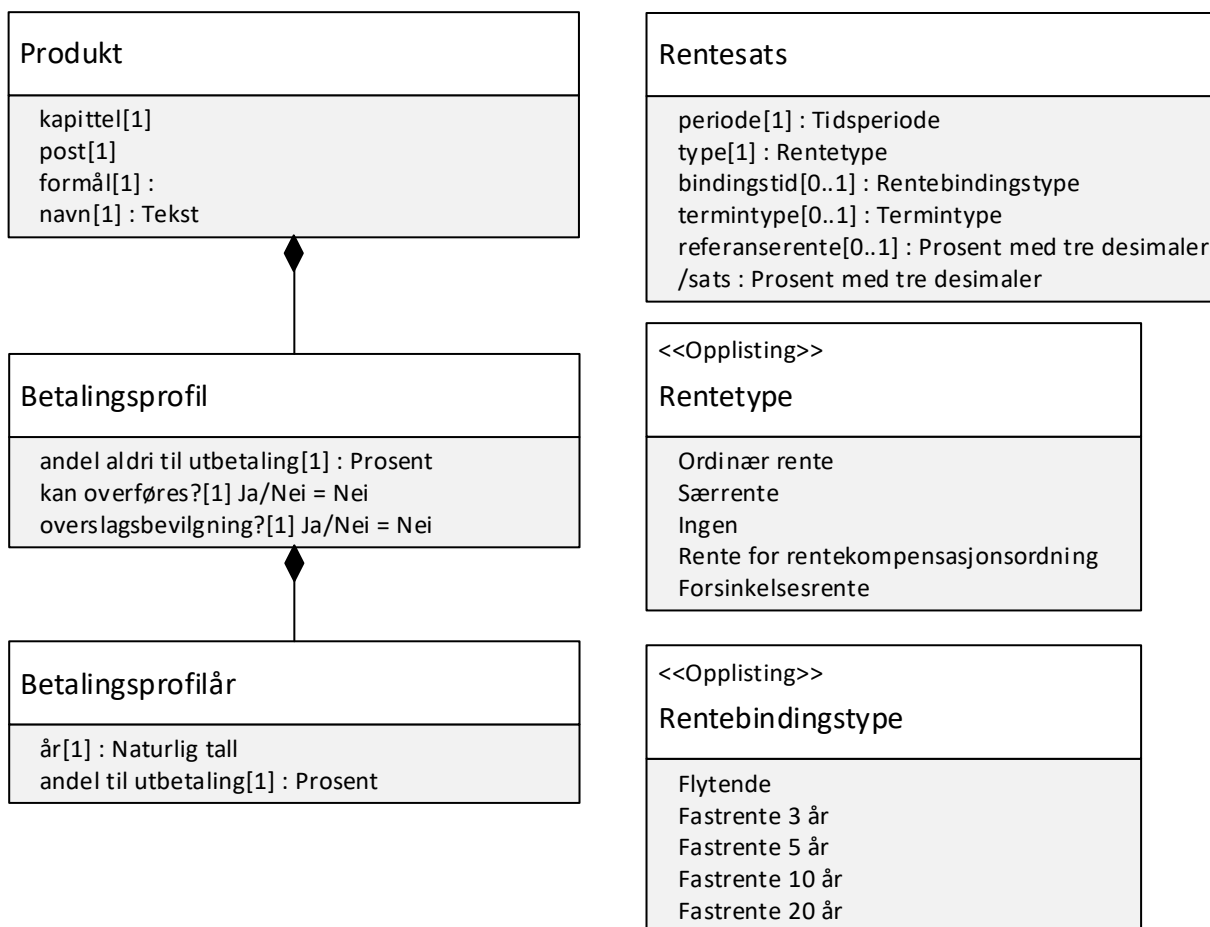 Produkt
kapittel[1]
post[1]
formål[1] :
navn[1] : Tekst
Betalingsprofil
andel aldri til utbetaling[1] : Prosent
kan overføres?[1] Ja/Nei = Nei
overslagsbevilgning?[1] Ja/Nei = Nei
Betalingsprofilår
år[1] : Naturlig tall
andel til utbetaling[1] : Prosent
Rentesats
periode[1] : Tidsperiode
type[1] : Rentetype
bindingstid[0..1] : Rentebindingstype
termintype[0..1] : Termintype
referanserente[0..1] : Prosent med tre desimaler
/sats : Prosent med tre desimaler
<<Opplisting>>
Rentetype
Ordinær rente
Særrente
Ingen
Rente for rentekompensasjonsordning
Forsinkelsesrente
<<Opplisting>>
Rentebindingstype
Flytende
Fastrente 3 år
Fastrente 5 år
Fastrente 10 år
Fastrente 20 år